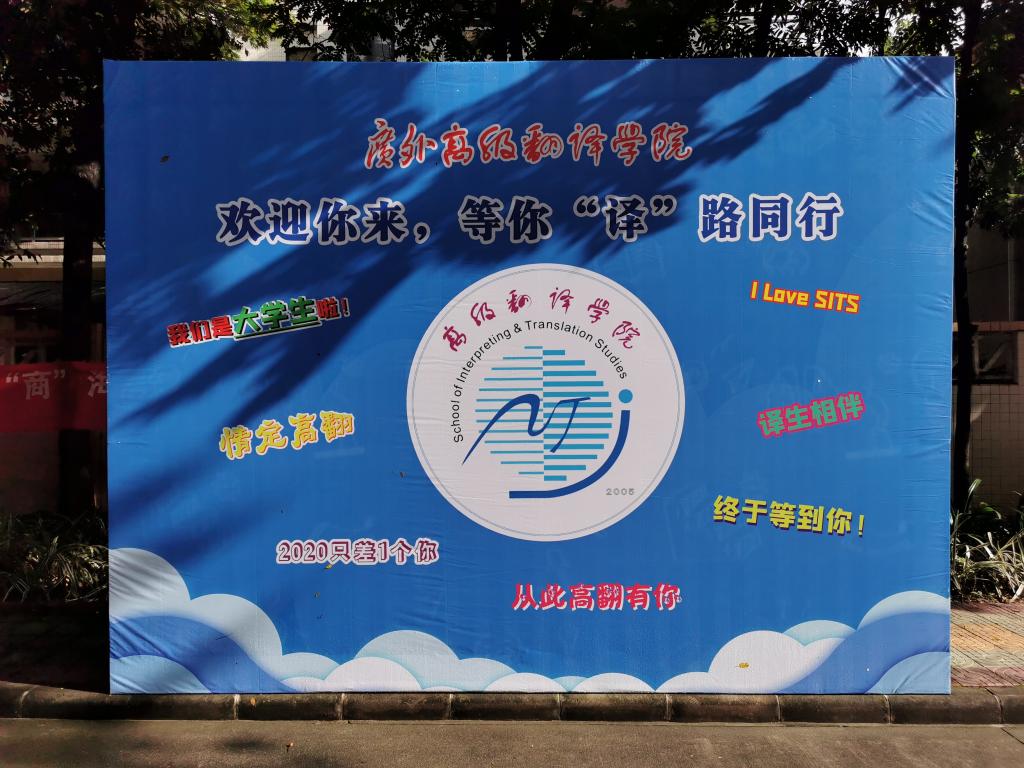 廣外高级翻译学院
欢迎你来，等你“译”路同行
高级翻译学院
School of Interpreting & Translation Studies
2005
I Love SITS
我们是大学生啦!
情定高翻
译生相伴
终于等到你!
2020只差1个你
从此高翻有你
“商”